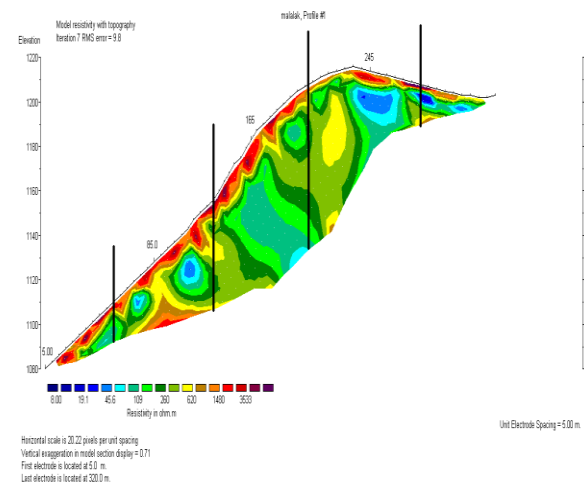 malalak, Profile #1
Model resistivity with topography
Iteration 7 RMS error = 9.8
Elevation
1220
1200
1180
1160
1140
1120
1100
1080
5.00
85.0
165
245
8.00 19.1 45.6 109 260 620 1480 3533
Resistivity in ohm.m
Unit Electrode Spacing = 5.00 m.
Horizontal scale is 20.22 pixels per unit spacing
Vertical exaggeration in model section display = 0.71
First electrode is located at 5.0 m.
Last electrode is located at 320.0 m.